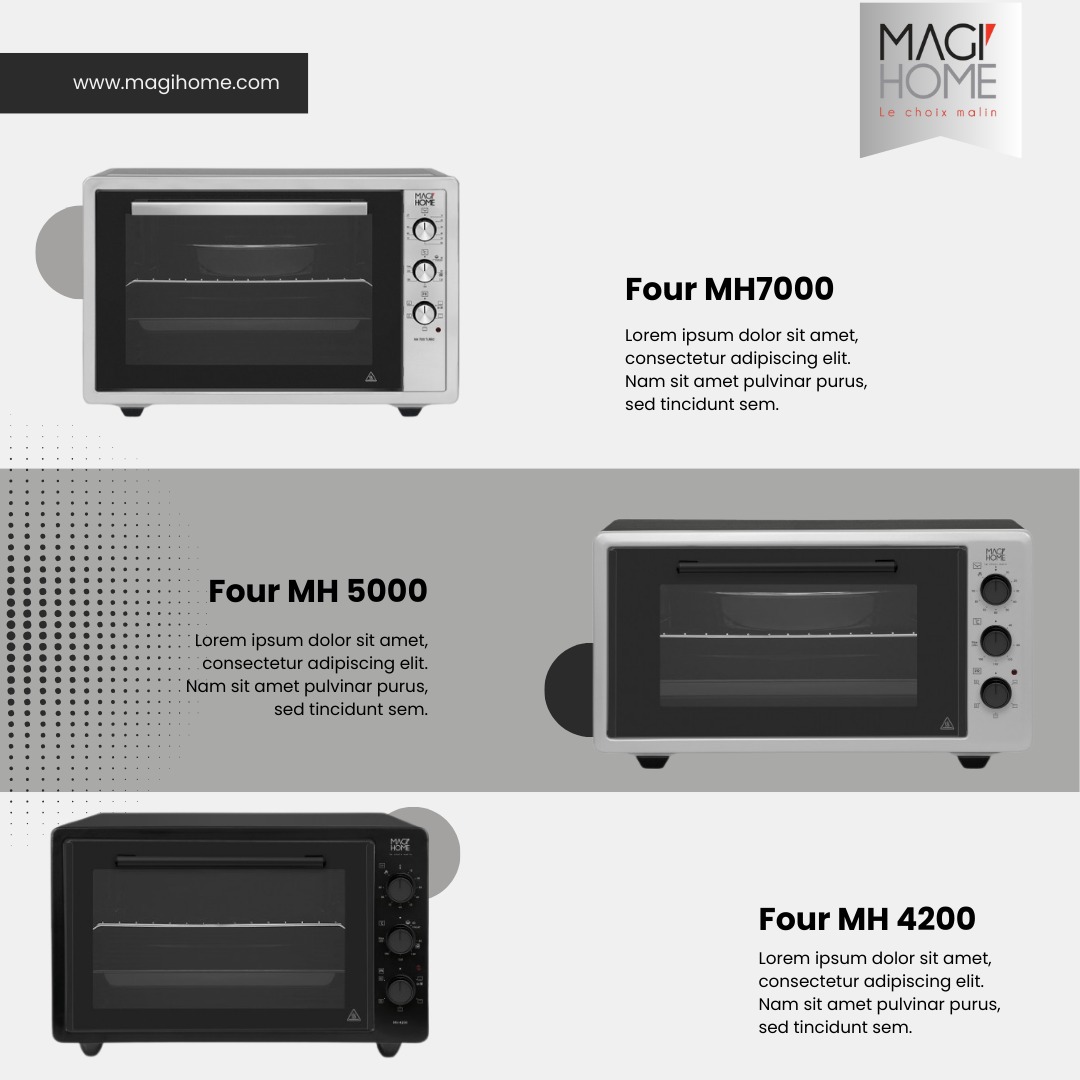 www.magihome.com
MAGI'
HOME
Le choix malin
MAGI'
HOME
Four MH7000
Lorem ipsum dolor sit amet,
consectetur adipiscing elit.
Nam sit amet pulvinar purus,
sed tincidunt sem.
MAGI'
HOME
Four MH 5000
Lorem ipsum dolor sit amet,
consectetur adipiscing elit.
Nam sit amet pulvinar purus,
sed tincidunt sem.
MAGI'
HOME
Four MH 4200
Lorem ipsum dolor sit amet,
consectetur adipiscing elit.
Nam sit amet pulvinar purus,
sed tincidunt sem.